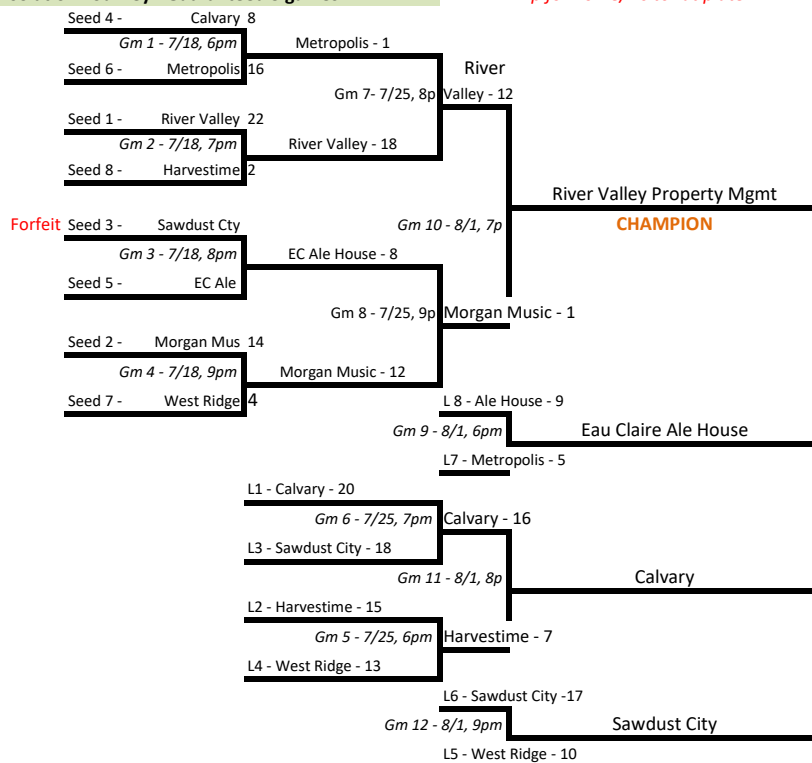 Seed 4 - Calvary 8
Gm 1 - 7/18, 6pm Metropolis - 1
Seed 6 - Metropolis 16
River
Gm 7- 7/25, 8p Valley - 12
Seed 1 - River Valley 22
Gm 2 - 7/18, 7pm River Valley - 18
Seed 8 - Harvestime 2
River Valley Property Mgmt
Forfeit Seed 3 - Sawdust Cty Gm 10 - 8/1, 7p CHAMPION
Gm 3 - 7/18, 8pm EC Ale House - 8
Seed 5 - EC Ale
Gm 8 - 7/25, 9p Morgan Music - 1
Seed 2 - Morgan Mus 14
Gm 4 - 7/18, 9pm Morgan Music - 12
Seed 7 - West Ridge 4
L 8 - Ale House - 9
Gm 9 - 8/1, 6pm Eau Claire Ale House
L7 - Metropolis - 5
L1 - Calvary - 20
Gm 6 - 7/25, 7pm Calvary - 16
L3 - Sawdust City - 18
Gm 11 - 8/1, 8p Calvary
L2 - Harvestime - 15
Gm 5 - 7/25, 6pm Harvestime - 7
L4 - West Ridge - 13
L6 - Sawdust City -17
Gm 12 - 8/1, 9pm Sawdust City
L5 - West Ridge - 10